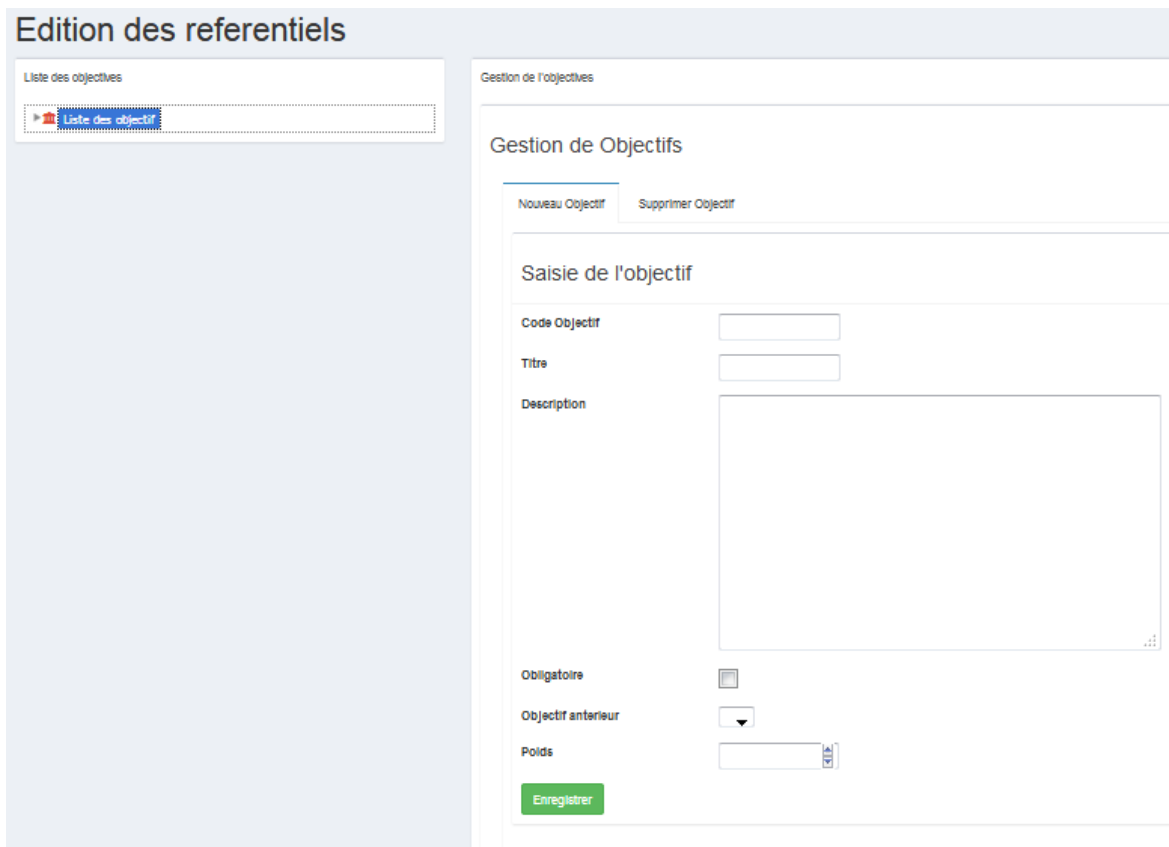 Edition des referentiels
Liste des objectives
Liste des objectif
Gestion de l'objectives
Gestion de Objectifs
Nouveau Objectif
Supprimer Objectif
Saisie de l'objectif
Code Objectif
Titre
Description
Obligatoire
Objectif anterieur
Poids
Enregistrer